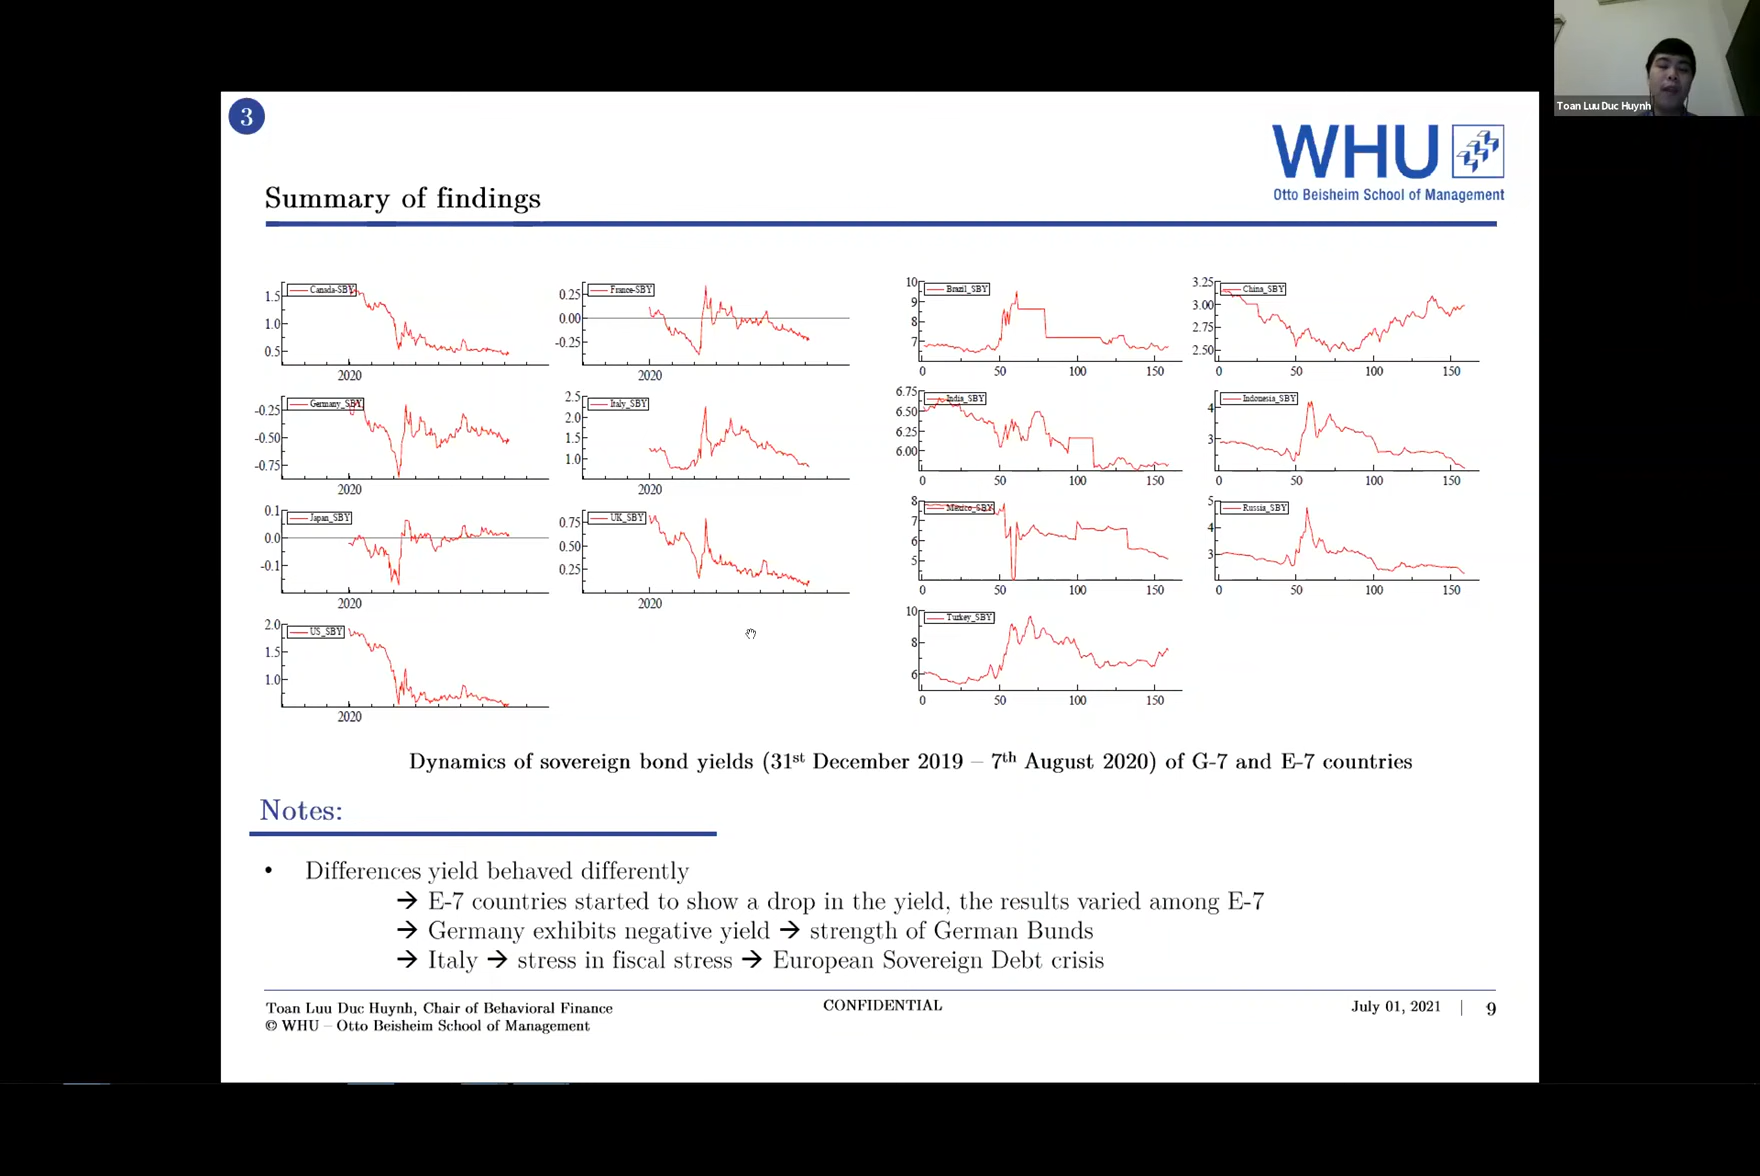 Toan Luu Duc Huynh
3
WHU
Otto Beisheim School of Management
Summary of findings
Canada-SBY
1.5
1.0
0.5
2020
France-SBY
0.25
0.00
-0.25
2020
Germany_SBY
-0.25
-0.50
-0.75
2020
Italy_SBY
2.5
2.0
1.5
1.0
2020
Japan_SBY
0.1
0.0
-0.1
2020
UK_SBY
0.75
0.50
0.25
2020
US_SBY
2.0
1.5
1.0
2020
Brazil_SBY
10
9
8
7
0 50 100 150
China_SBY
3.25
3.00
2.75
2.50
0 50 100 150
India_SBY
6.75
6.50
6.25
6.00
0 50 100 150
Indonesia_SBY
4
3
0 50 100 150
Mexico_SBY
8
7
6
5
0 50 100 150
Russia_SBY
5
4
3
0 50 100 150
Turkey_SBY
10
8
6
0 50 100 150
Dynamics of sovereign bond yields (31st December 2019 – 7th August 2020) of G-7 and E-7 countries
Notes:
• Differences yield behaved differently
→ E-7 countries started to show a drop in the yield, the results varied among E-7
→ Germany exhibits negative yield → strength of German Bunds
→ Italy → stress in fiscal stress → European Sovereign Debt crisis
Toan Luu Duc Huynh, Chair of Behavioral Finance
© WHU – Otto Beisheim School of Management
CONFIDENTIAL
July 01, 2021 | 9